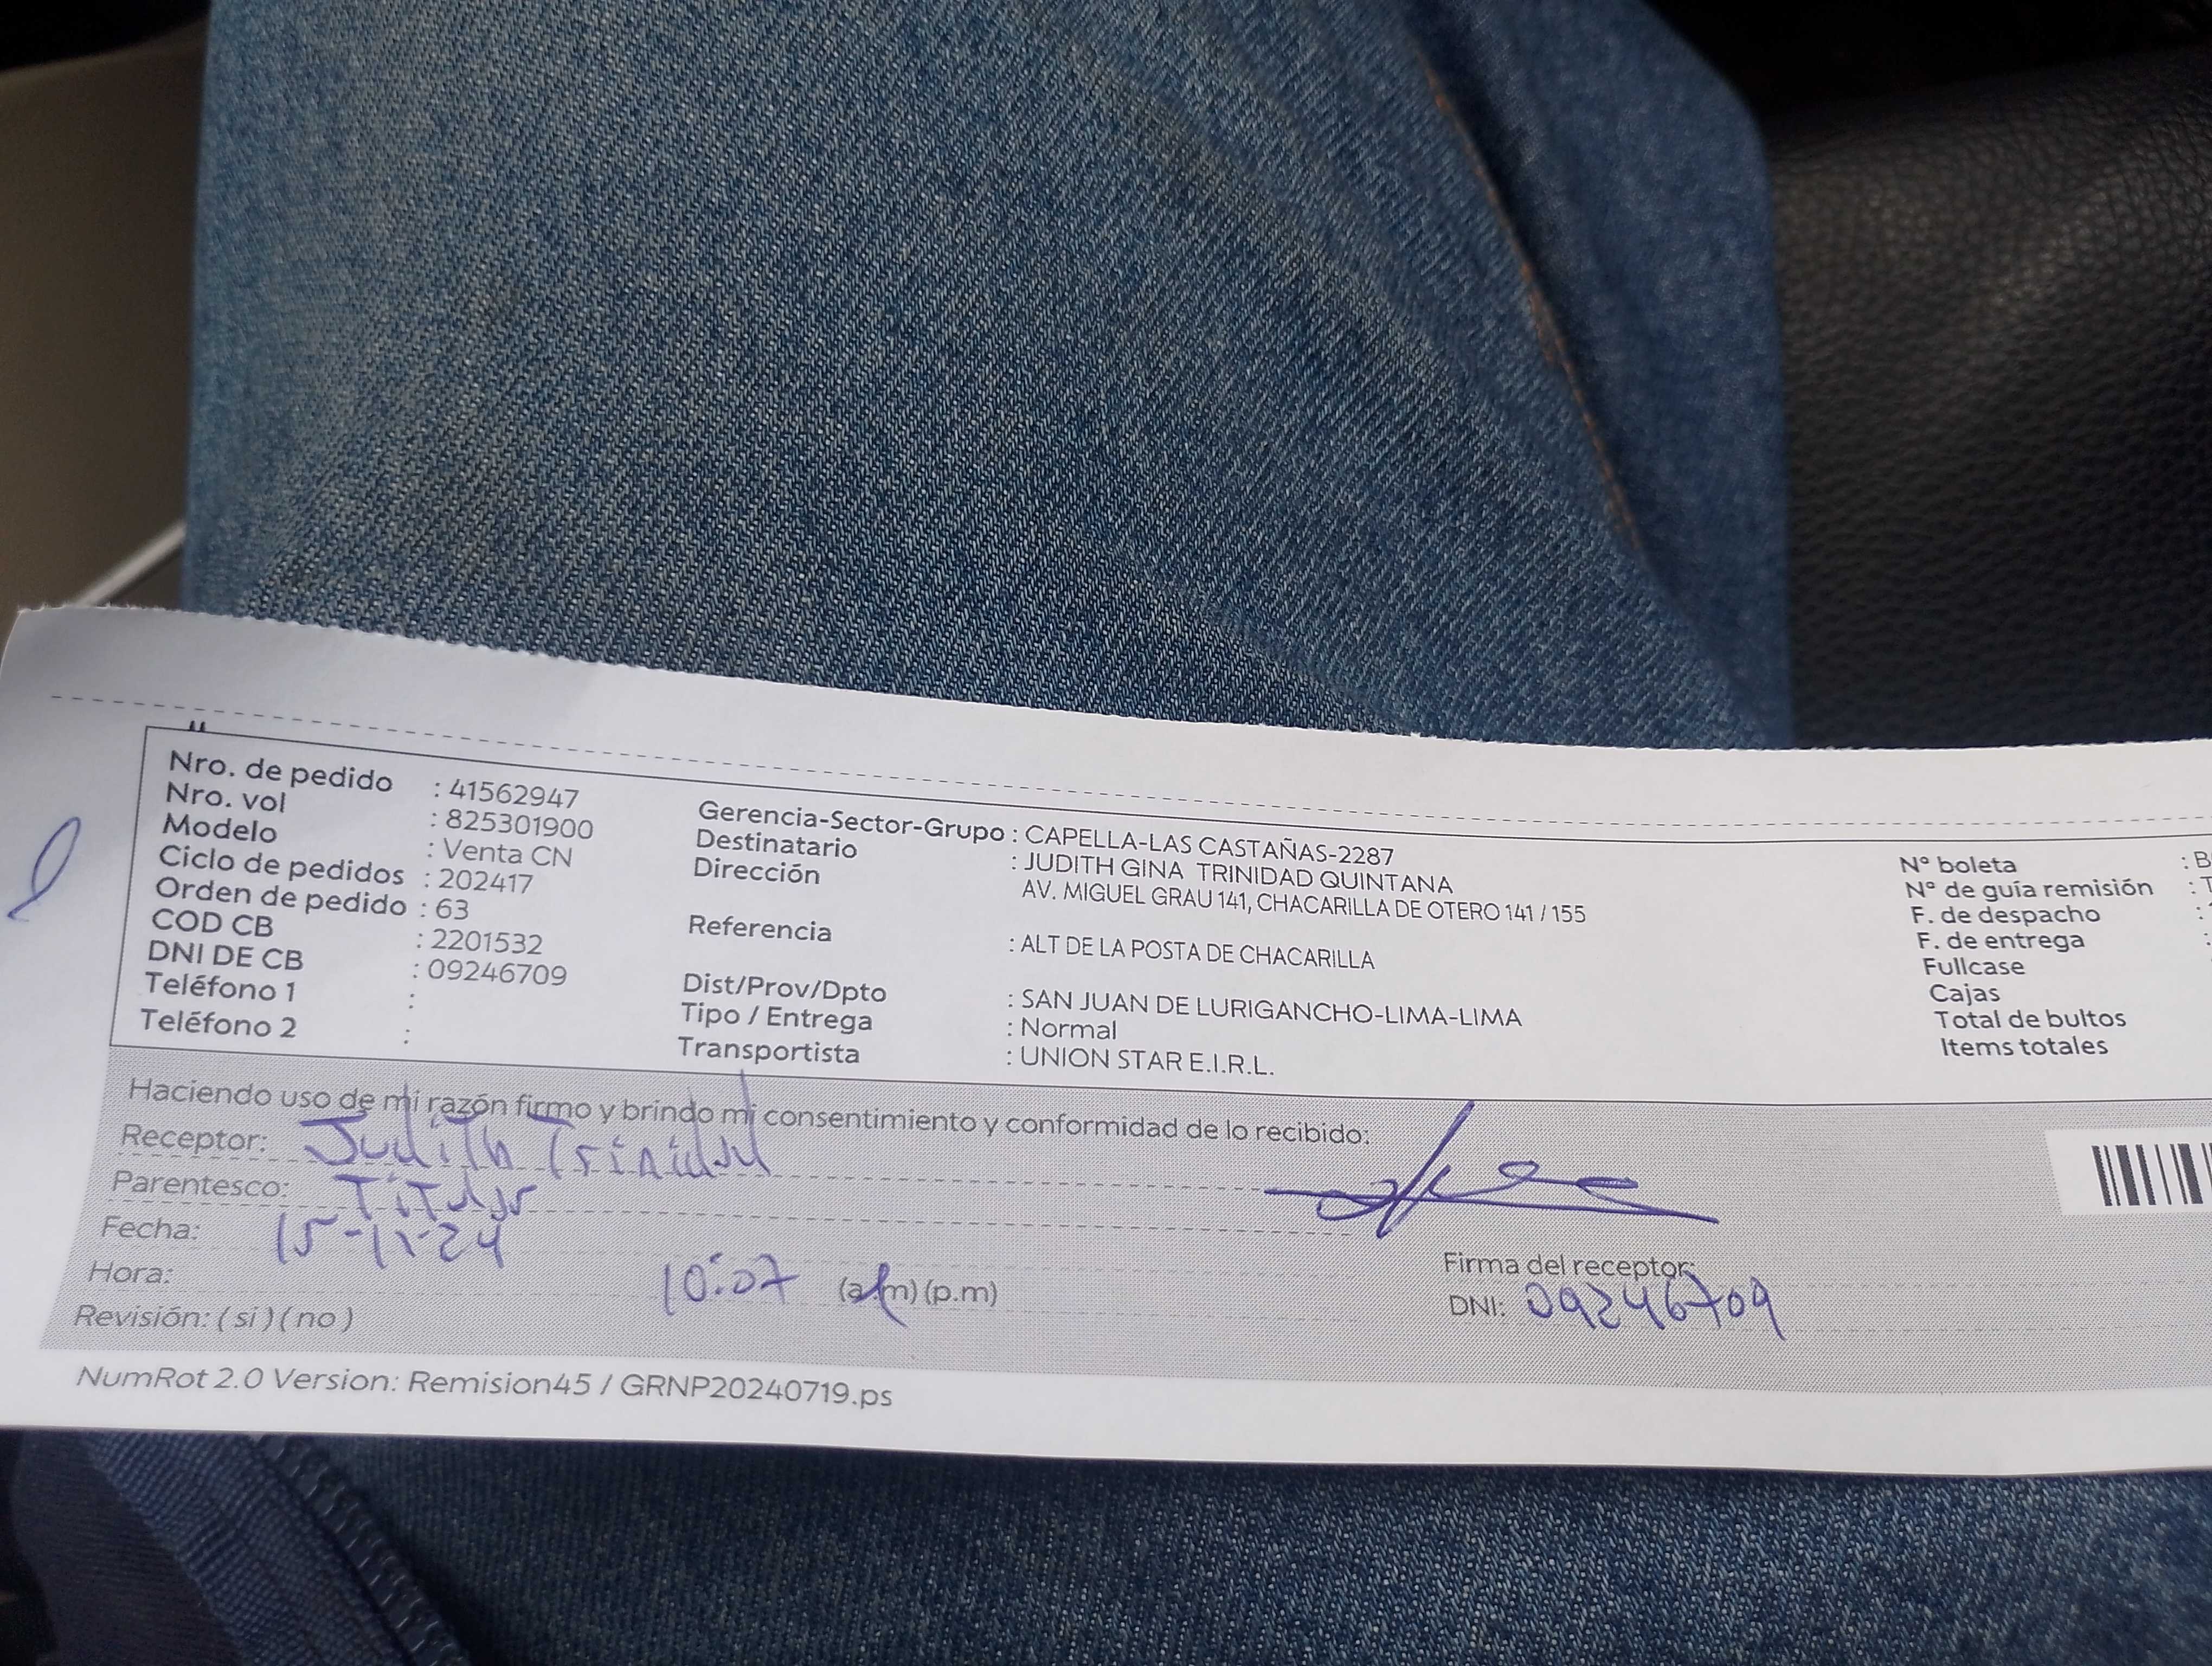 Nro. de pedido : 41562947
Nro. vol : 825301900
Modelo : Venta CN
Ciclo de pedidos : 202417
Orden de pedido : 63
COD CB : 2201532
DNI DE CB : 09246709
Teléfono 1 :
Teléfono 2 :
Gerencia-Sector-Grupo : CAPELLA-LAS CASTAÑAS-2287
Destinatario : JUDITH GINA TRINIDAD QUINTANA
Dirección AV. MIGUEL GRAU 141, CHACARILLA DE OTERO 141 / 155
Referencia : ALT DE LA POSTA DE CHACARILLA
Dist/Prov/Dpto : SAN JUAN DE LURIGANCHO-LIMA-LIMA
Tipo / Entrega : Normal
Transportista : UNION STAR E.I.R.L.
N° boleta : B
N° de guía remisión : T
F. de despacho :
F. de entrega :
Fullcase
Cajas
Total de bultos
Items totales
Haciendo uso de mi razón firmo y brindo mi consentimiento y conformidad de lo recibido:
Receptor: Judith Trinidad
Parentesco: Titular
Fecha: 15-11-24
Hora: 10:07 (a.m) (p.m)
Revisión: ( si ) ( no )
Firma del receptor:
DNI: 09246709
NumRot 2.0 Version: Remision45 / GRNP20240719.ps